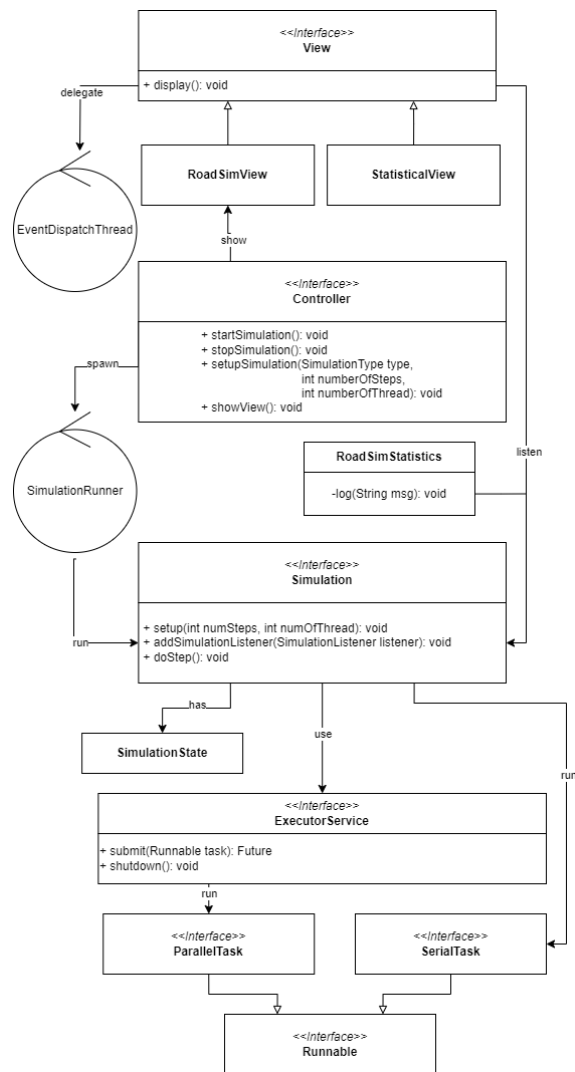 <<Interface>>
View
+ display(): void
delegate
EventDispatchThread
RoadSimView
StatisticalView
show
<<Interface>>
Controller
+ startSimulation(): void
+ stopSimulation(): void
+ setupSimulation(SimulationType type,
int numberOfSteps,
int numberOfThread): void
+ showView(): void
spawn
SimulationRunner
RoadSimStatistics
-log(String msg): void
listen
<<Interface>>
Simulation
+ setup(int numSteps, int numOfThread): void
+ addSimulationListener(SimulationListener listener): void
+ doStep(): void
run
has
SimulationState
use
run
<<Interface>>
ExecutorService
+ submit(Runnable task): Future
+ shutdown(): void
run
<<Interface>>
ParallelTask
<<Interface>>
SerialTask
<<Interface>>
Runnable